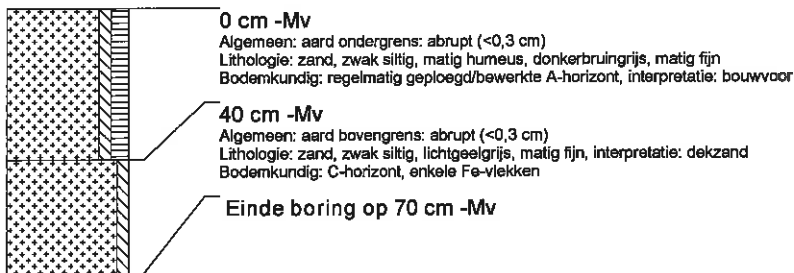 0 cm -Mv
Algemeen: aard ondergrens: abrupt (<0,3 cm)
Lithologie: zand, zwak siltig, matig humeus, donkerbruingrijs, matig fijn
Bodemkundig: regelmatig geploegd/bewerkte A-horizont, interpretatie: bouwvoor
40 cm -Mv
Algemeen: aard bovengrens: abrupt (<0,3 cm)
Lithologie: zand, zwak siltig, lichtgeelgrijs, matig fijn, interpretatie: dekzand
Bodemkundig: C-horizont, enkele Fe-vlekken
Einde boring op 70 cm -Mv